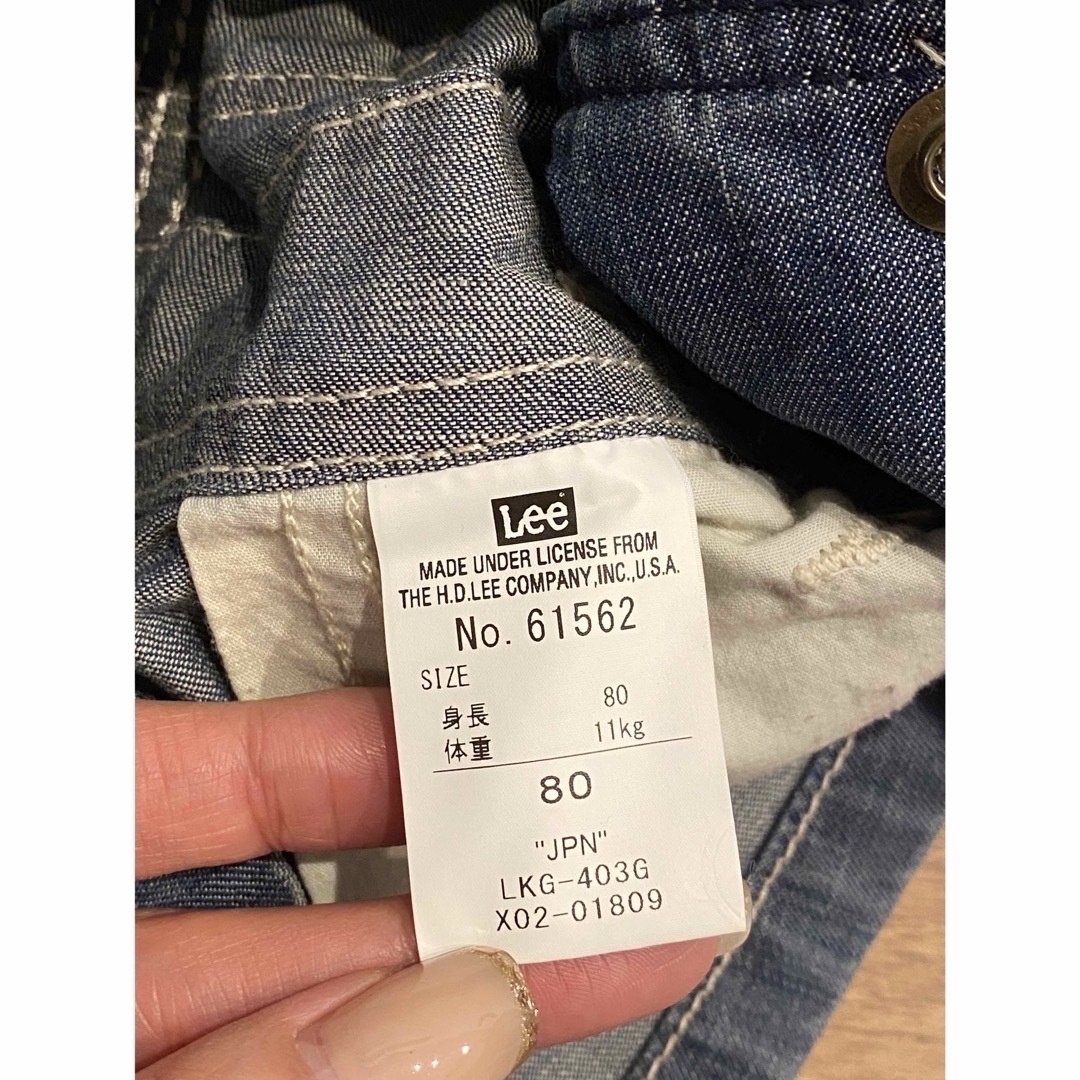 Lee
MADE UNDER LICENSE FROM
THE H.D.LEE COMPANY,INC.,U.S.A.
No. 61562
SIZE
身長 80
体重 11kg
80
"JPN"
LKG-403G
X02-01809